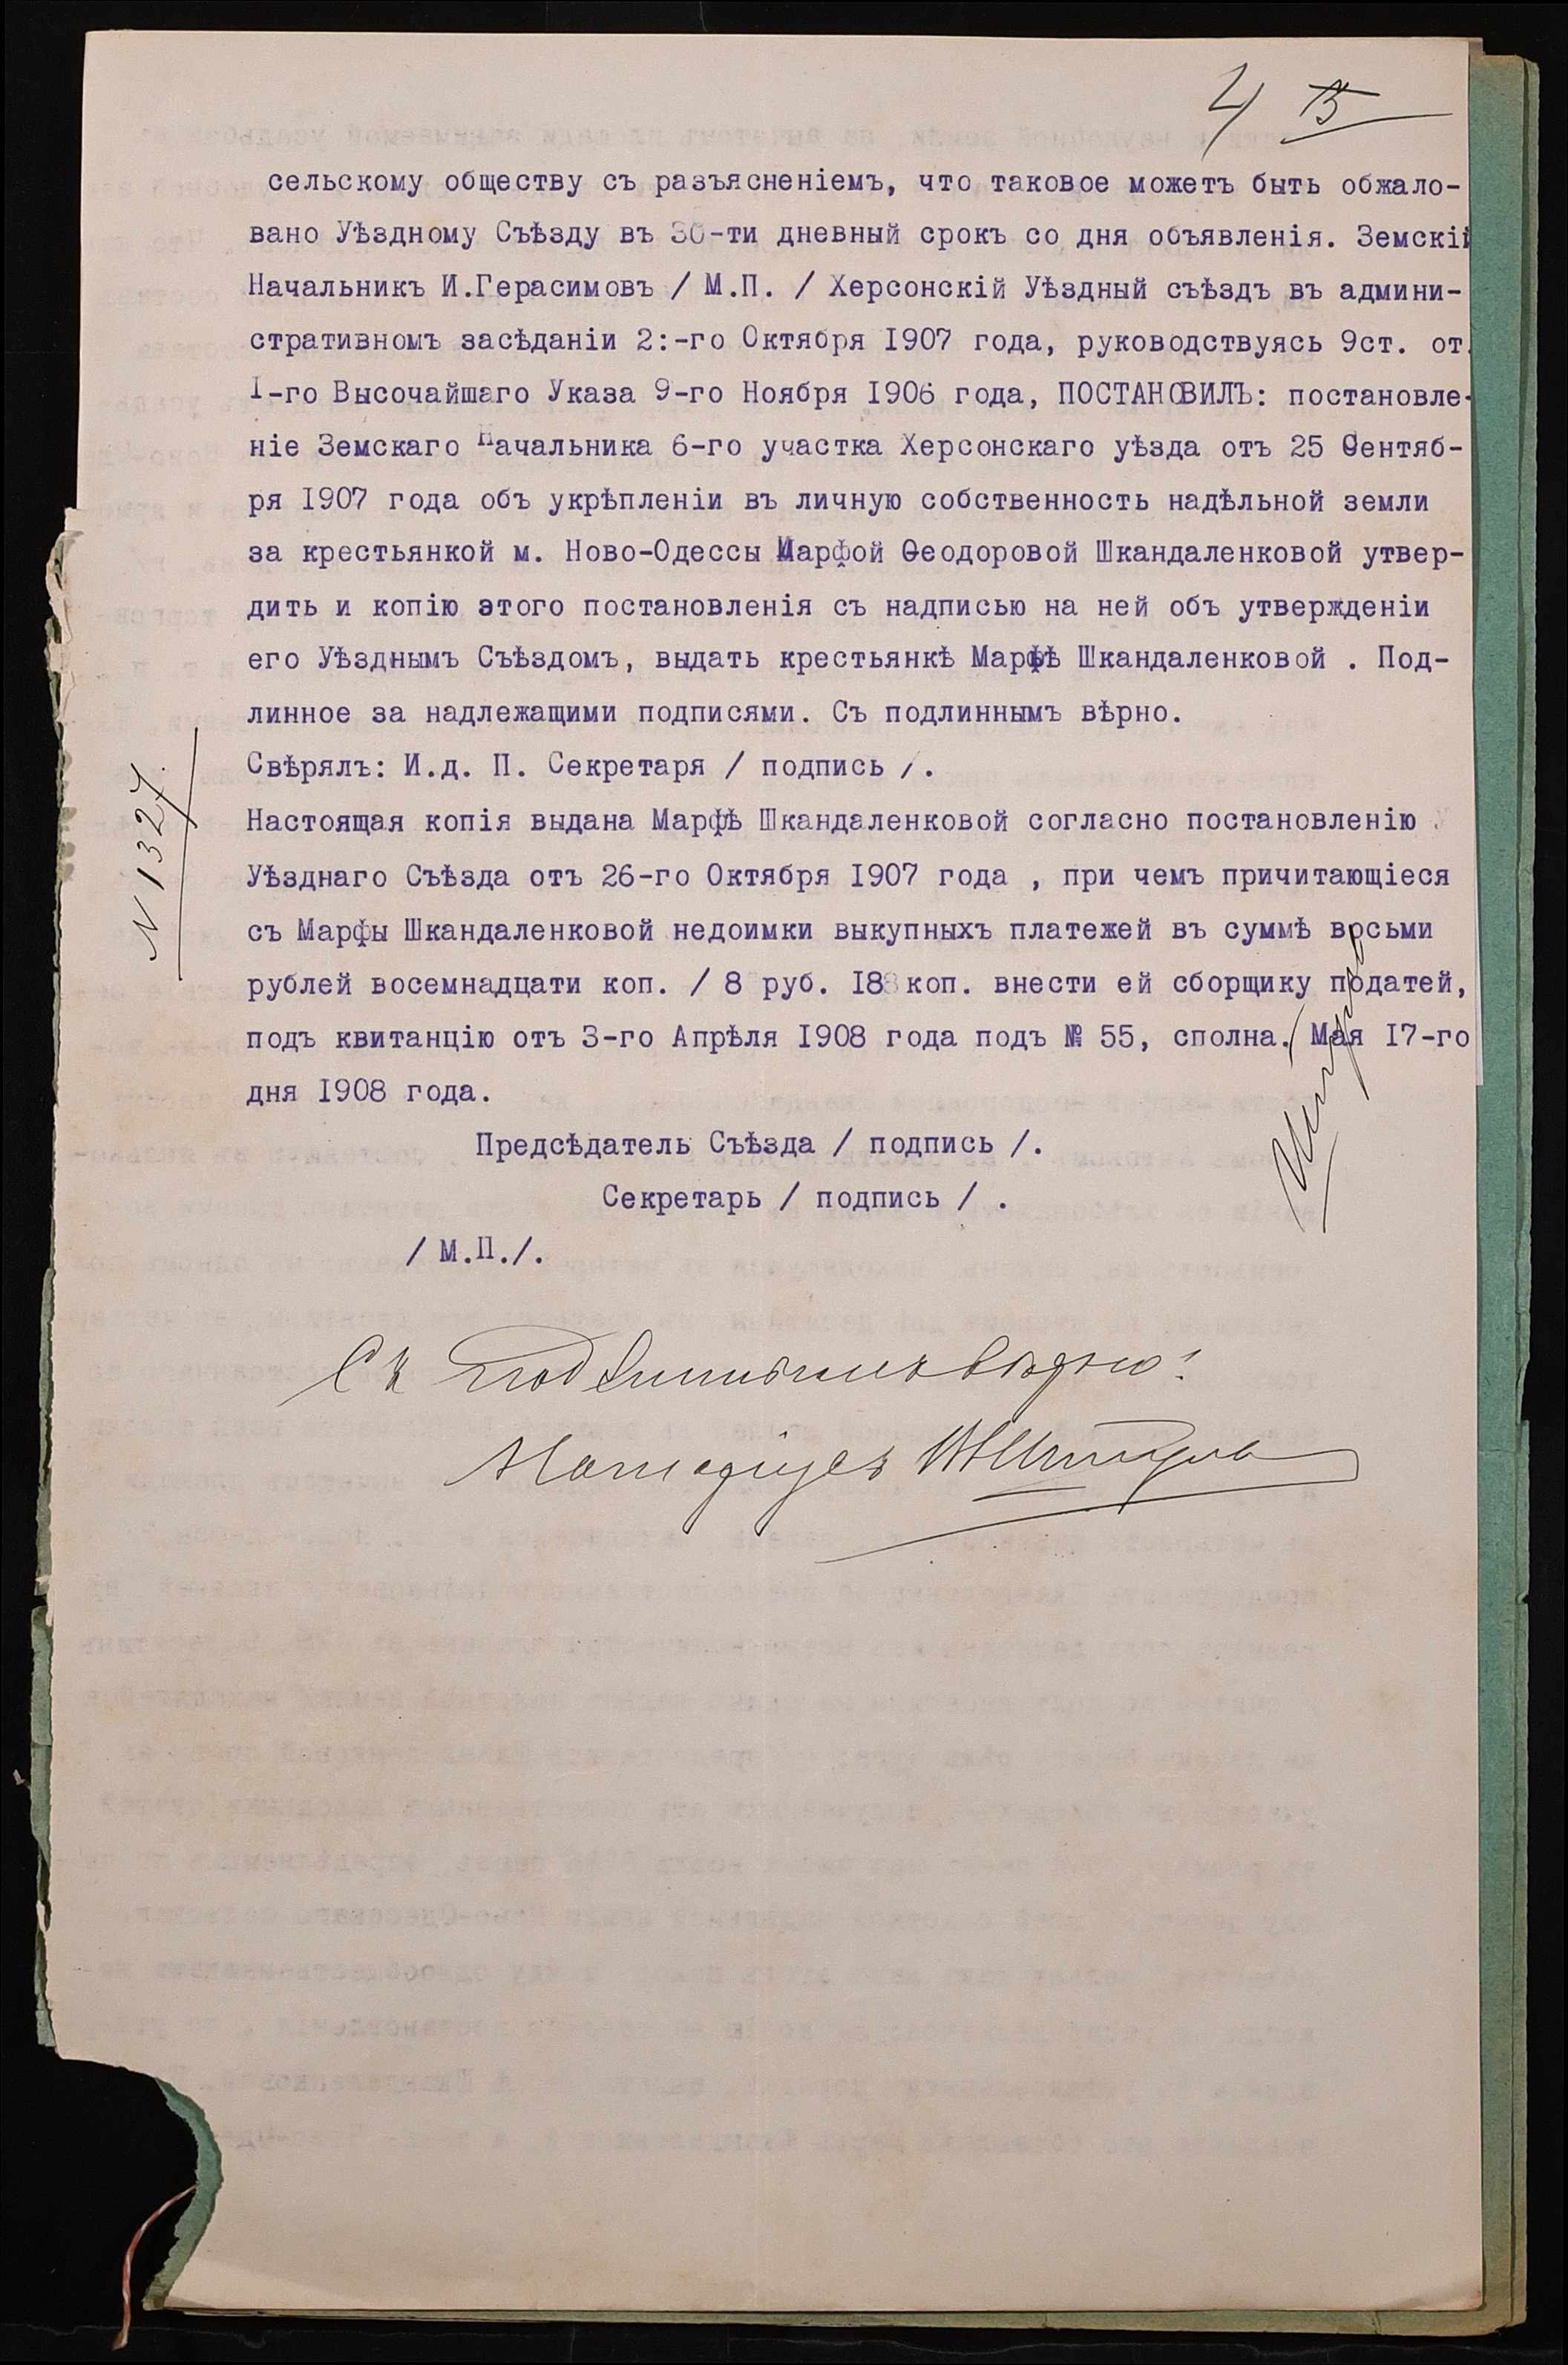 4
сельскому обществу съ разъясненіемъ, что таковое можетъ быть обжало-
вано Уѣздному Съѣзду въ 30-ти дневный срокъ со дня объявленія. Земскій
Начальникъ И.Герасимовъ / М.П. / Херсонскій Уѣздный съѣздъ въ админи-
стративномъ засѣданіи 2:-го Октября 1907 года, руководствуясь 9ст. от.
I-го Высочайшаго Указа 9-го Ноября 1906 года, ПОСТАНОВИЛЪ: постановле-
ніе Земскаго Начальника 6-го участка Херсонскаго уѣзда отъ 25 Сентяб-
ря 1907 года объ укрѣпленіи въ личную собственность надѣльной земли
за крестьянкой м. Ново-Одессы Марфой Ѳеодоровой Шкандаленковой утвер-
дить и копію этого постановленія съ надписью на ней объ утвержденіи
его Уѣзднымъ Съѣздомъ, выдать крестьянкѣ Марфѣ Шкандаленковой . Под-
линное за надлежащими подписями. Съ подлиннымъ вѣрно.
Свѣрялъ: И.д. П. Секретаря / подпись /.
Настоящая копія выдана Марфѣ Шкандаленковой согласно постановленію
Уѣзднаго Съѣзда отъ 26-го Октября 1907 года , при чемъ причитающіеся
съ Марфы Шкандаленковой недоимки выкупныхъ платежей въ суммѣ восьми
рублей восемнадцати коп. / 8 руб. 18 коп. внести ей сборщику податей,
подъ квитанцію отъ 3-го Апрѣля 1908 года подъ № 55, сполна. Мая 17-го
дня 1908 года.
Предсѣдатель Съѣзда / подпись /.
Секретарь / подпись / .
/ М.П./.
N 1327.
Съ подлиннымъ вѣрно:
Нотаріусъ